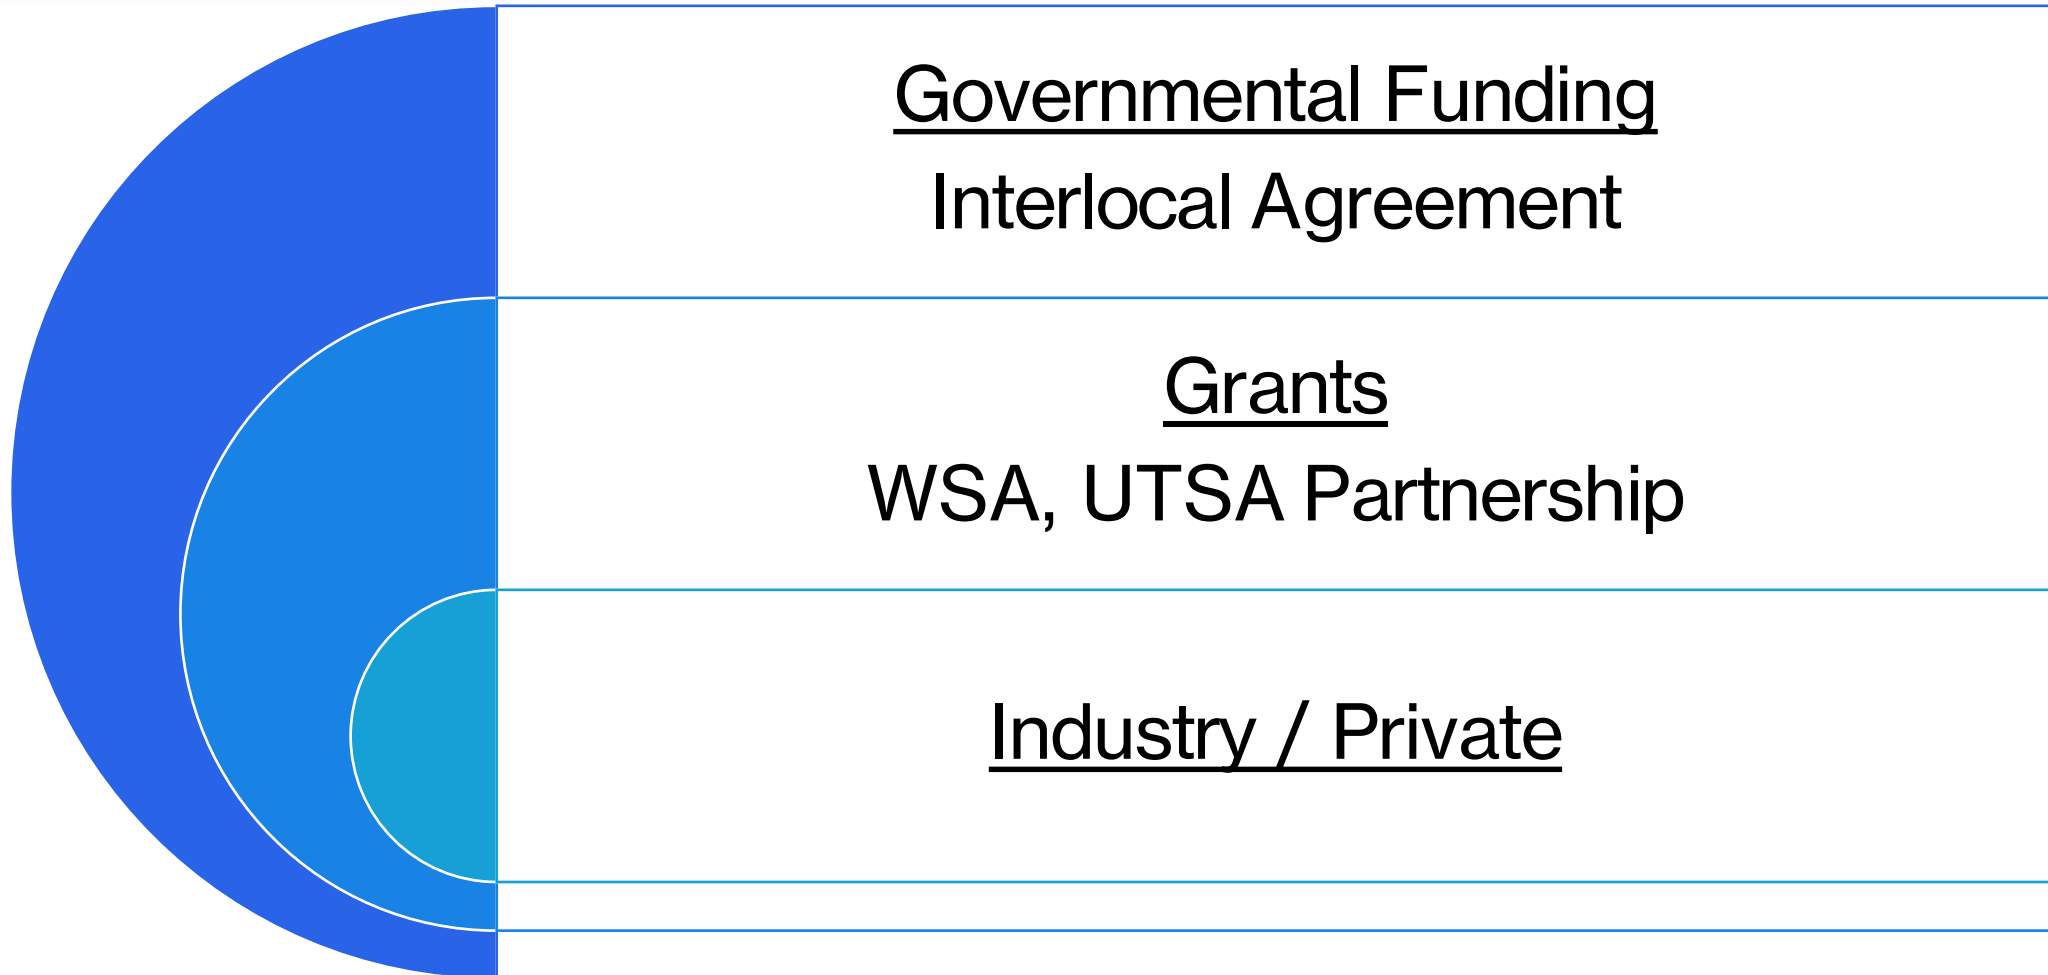 Governmental Funding
Interlocal Agreement
Grants
WSA, UTSA Partnership
Industry / Private